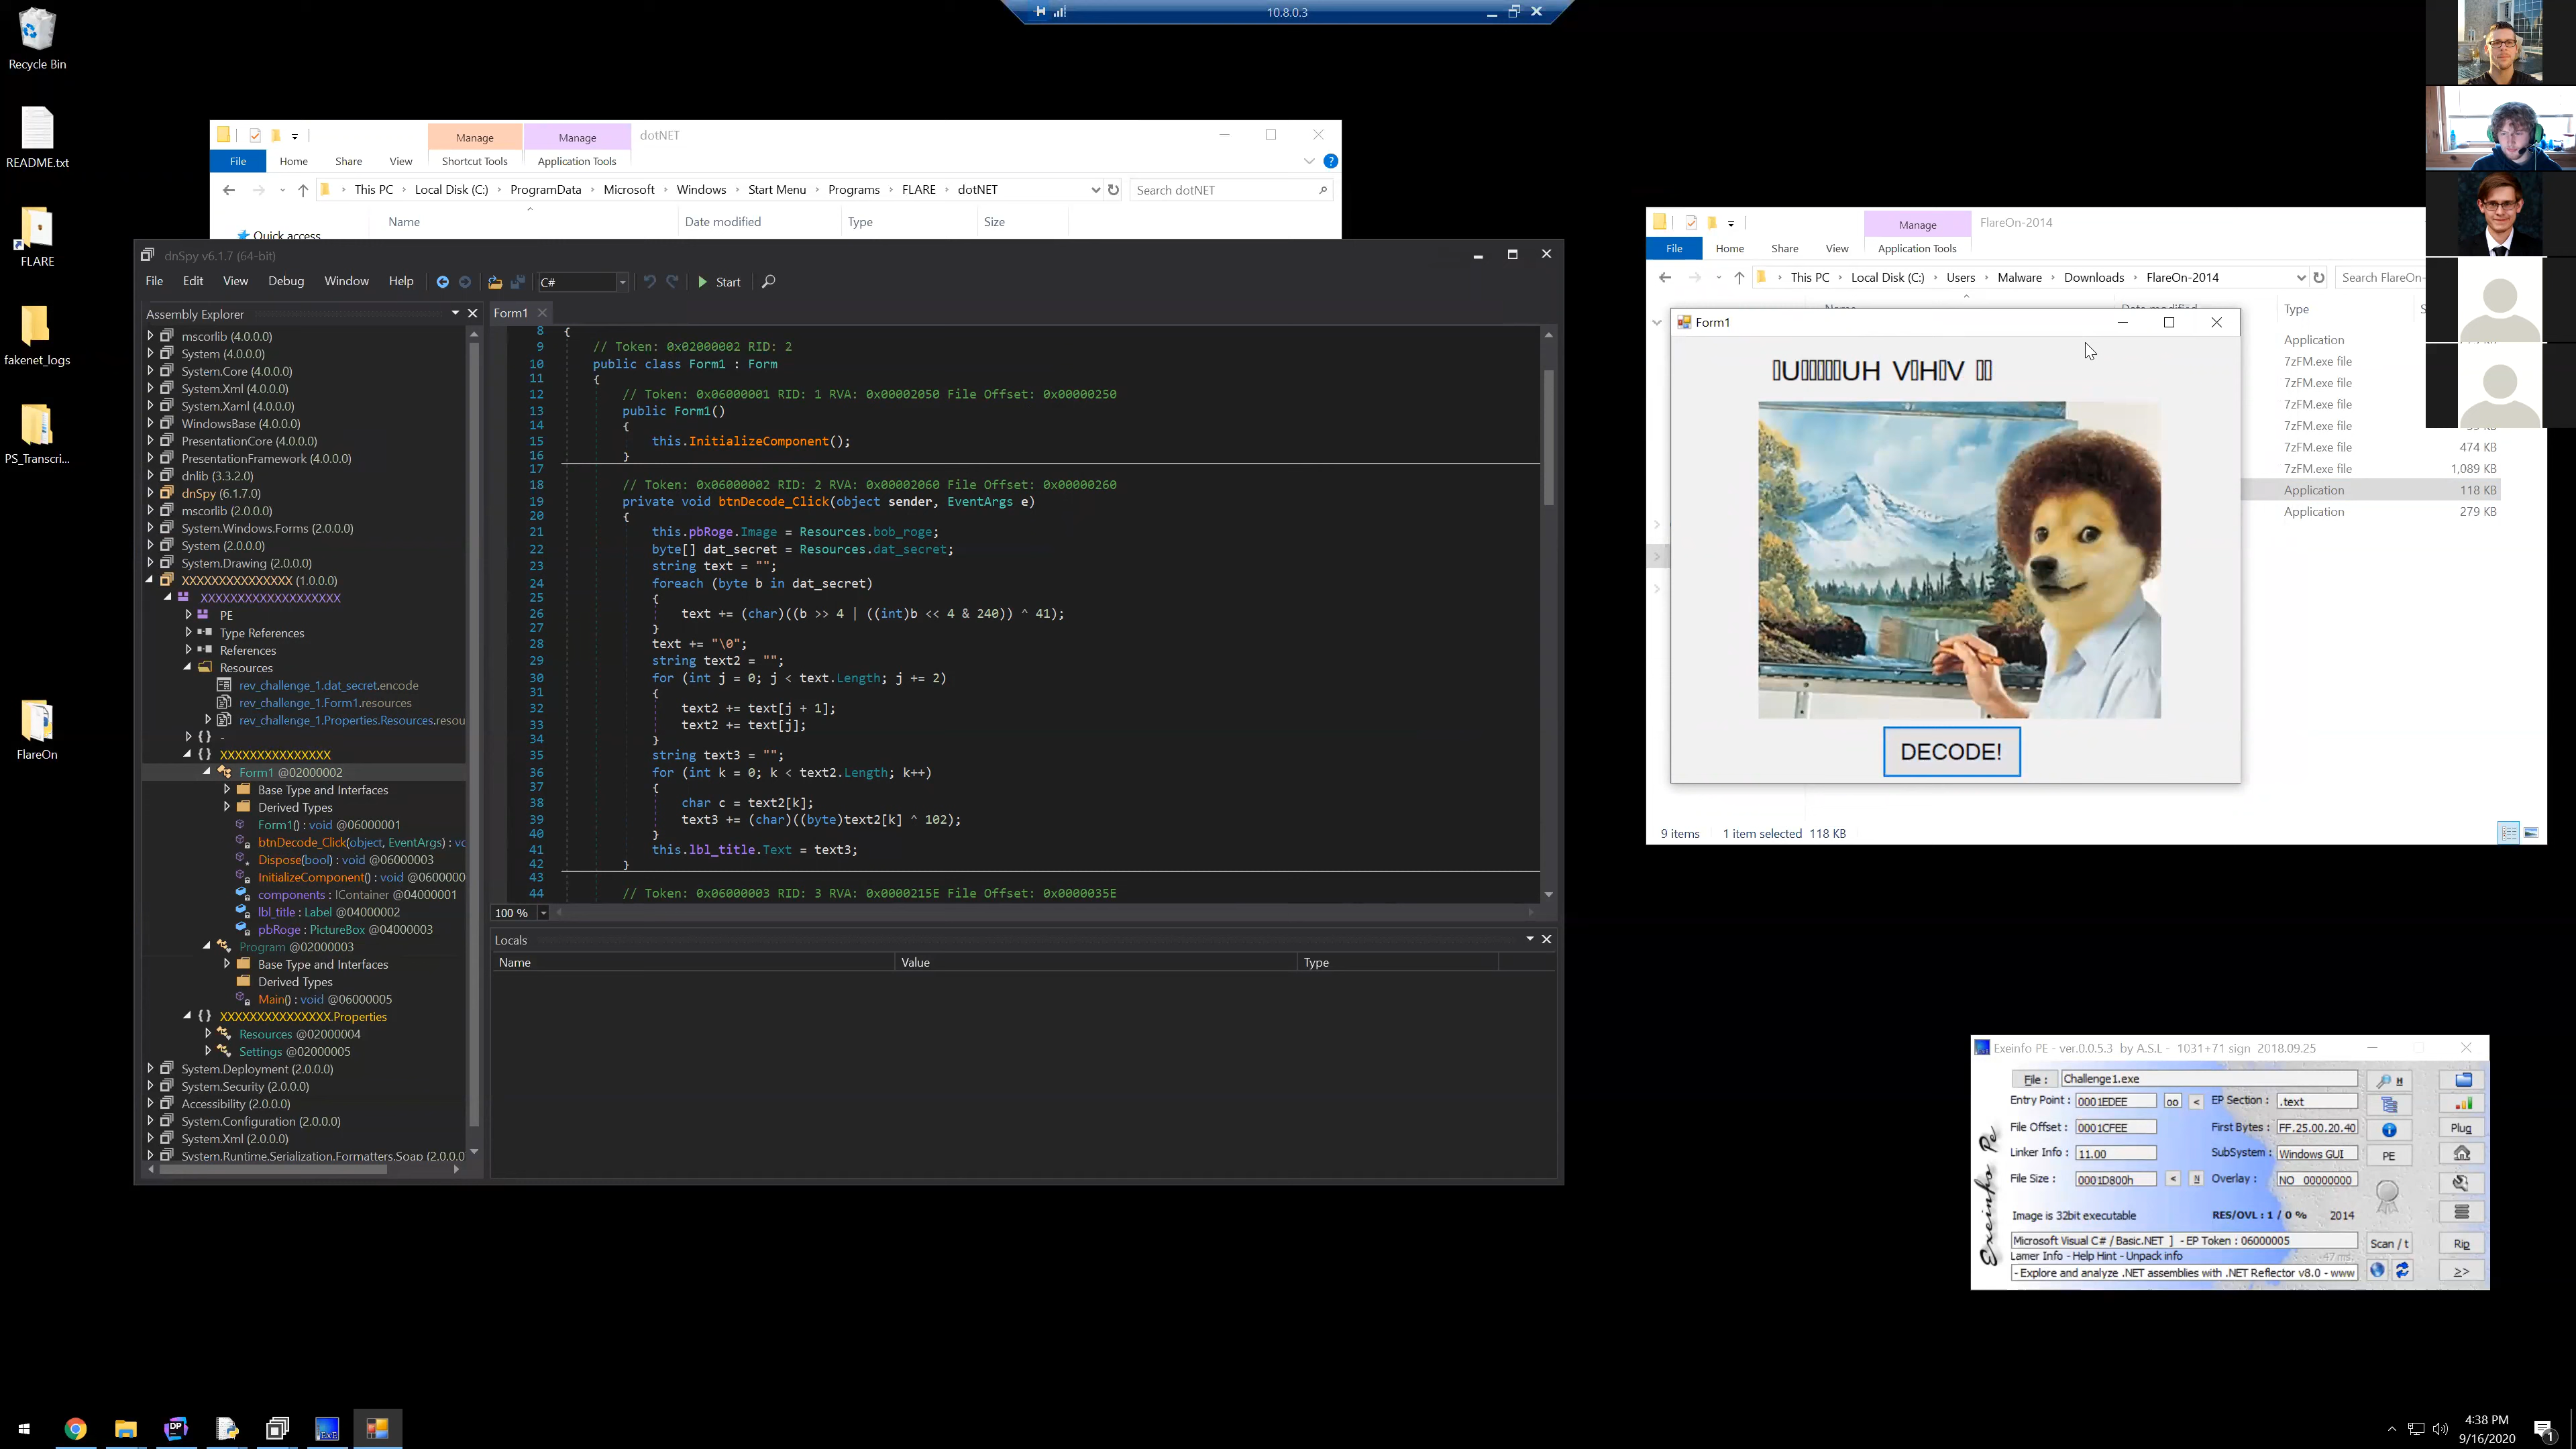 10.8.0.3
Recycle Bin
README.txt
FLARE
fakenet_logs
PS_Transcri...
FlareOn
Manage
Manage
dotNET
File
Home
Share
View
Shortcut Tools
Application Tools
This PC
Local Disk (C:)
ProgramData
Microsoft
Windows
Start Menu
Programs
FLARE
dotNET
Search dotNET
Quick access
Name
Date modified
Type
Size
dnSpy v6.1.7 (64-bit)
File
Edit
View
Debug
Window
Help
C#
Start
Assembly Explorer
mscorlib (4.0.0.0)
System (4.0.0.0)
System.Core (4.0.0.0)
System.Xml (4.0.0.0)
System.Xaml (4.0.0.0)
WindowsBase (4.0.0.0)
PresentationCore (4.0.0.0)
PresentationFramework (4.0.0.0)
dnlib (3.3.2.0)
dnSpy (6.1.7.0)
mscorlib (2.0.0.0)
System.Windows.Forms (2.0.0.0)
System (2.0.0.0)
System.Drawing (2.0.0.0)
XXXXXXXXXXXXXXX (1.0.0.0)
XXXXXXXXXXXXXXXXXXX
PE
Type References
References
Resources
rev_challenge_1.dat_secret.encode
rev_challenge_1.Form1.resources
rev_challenge_1.Properties.Resources.resou
{ } -
{ } XXXXXXXXXXXXXXX
Form1 @02000002
Base Type and Interfaces
Derived Types
Form1() : void @06000001
btnDecode_Click(object, EventArgs) : vo
Dispose(bool) : void @06000003
InitializeComponent() : void @0600000
components : IContainer @04000001
lbl_title : Label @04000002
pbRoge : PictureBox @04000003
Program @02000003
Base Type and Interfaces
Derived Types
Main() : void @06000005
{ } XXXXXXXXXXXXXXX.Properties
Resources @02000004
Settings @02000005
System.Deployment (2.0.0.0)
System.Security (2.0.0.0)
Accessibility (2.0.0.0)
System.Configuration (2.0.0.0)
System.Xml (2.0.0.0)
System.Runtime.Serialization.Formatters.Soap (2.0.0.0
Form1
8 {
9 // Token: 0x02000002 RID: 2
10 public class Form1 : Form
11 {
12 // Token: 0x06000001 RID: 1 RVA: 0x00002050 File Offset: 0x00000250
13 public Form1()
14 {
15 this.InitializeComponent();
16 }
17
18 // Token: 0x06000002 RID: 2 RVA: 0x00002060 File Offset: 0x00000260
19 private void btnDecode_Click(object sender, EventArgs e)
20 {
21 this.pbRoge.Image = Resources.bob_roge;
22 byte[] dat_secret = Resources.dat_secret;
23 string text = "";
24 foreach (byte b in dat_secret)
25 {
26 text += (char)((b >> 4 | ((int)b << 4 & 240)) ^ 41);
27 }
28 text += "\0";
29 string text2 = "";
30 for (int j = 0; j < text.Length; j += 2)
31 {
32 text2 += text[j + 1];
33 text2 += text[j];
34 }
35 string text3 = "";
36 for (int k = 0; k < text2.Length; k++)
37 {
38 char c = text2[k];
39 text3 += (char)((byte)text2[k] ^ 102);
40 }
41 this.lbl_title.Text = text3;
42 }
43
44 // Token: 0x06000003 RID: 3 RVA: 0x0000215E File Offset: 0x0000035E
100 %
Locals
Name
Value
Type
Manage
FlareOn-2014
File
Home
Share
View
Application Tools
This PC
Local Disk (C:)
Users
Malware
Downloads
FlareOn-2014
Search FlareOn-
Type
Application
7zFM.exe file
7zFM.exe file
7zFM.exe file
7zFM.exe file
7zFM.exe file 474 KB
7zFM.exe file 1,089 KB
Application 118 KB
Application 279 KB
Form1
DECODE!
9 items
1 item selected 118 KB
Exeinfo PE - ver.0.0.5.3 by A.S.L - 1031+71 sign 2018.09.25
Exeinfo Pe
File : Challenge1.exe
Entry Point : 0001EDEE oo < EP Section : .text
File Offset : 0001CFEE First Bytes : FF.25.00.20.40 Plug
Linker Info : 11.00 SubSystem : Windows GUI PE
File Size : 0001D800h < N Overlay : NO 00000000
Image is 32bit executable RES/OVL : 1 / 0 % 2014
Microsoft Visual C# / Basic.NET ] - EP Token : 06000005 Scan / t Rip
Lamer Info - Help Hint - Unpack info
- Explore and analyze .NET assemblies with .NET Reflector v8.0 - www >>
4:38 PM
9/16/2020